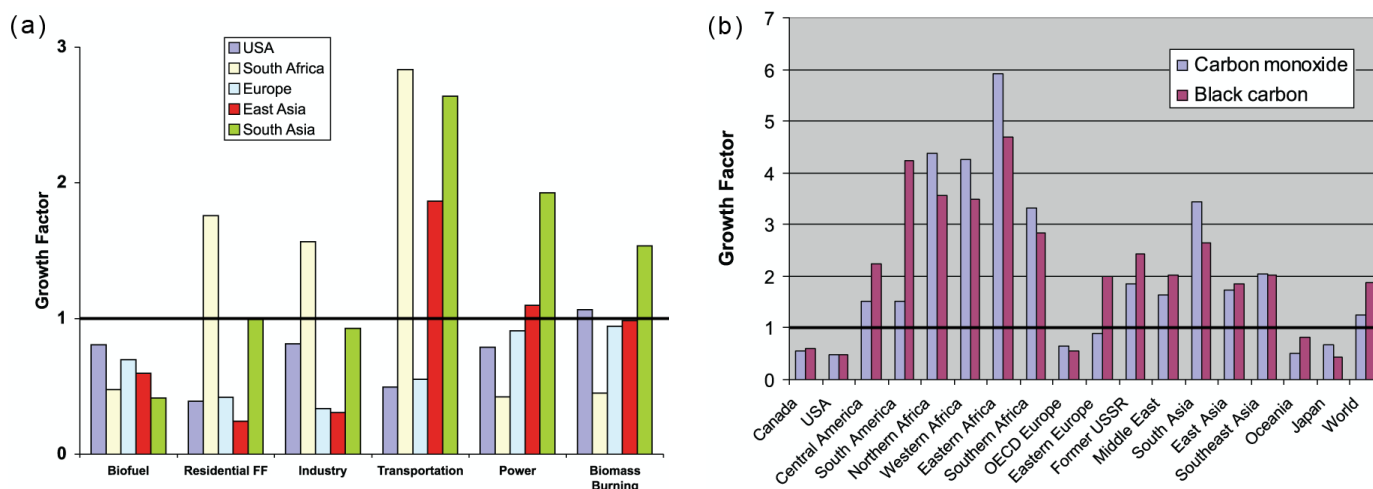 (a)
3
2
1
0
Growth Factor
USA
South Africa
Europe
East Asia
South Asia
Biofuel
Residential FF
Industry
Transportation
Power
Biomass
Burning
(b)
7
6
5
4
3
2
1
0
Growth Factor
Carbon monoxide
Black carbon
Canada
USA
Central America
South America
Northern Africa
Western Africa
Eastern Africa
Southern Africa
OECD Europe
Eastern Europe
Former USSR
Middle East
South Asia
East Asia
Southeast Asia
Oceania
Japan
World